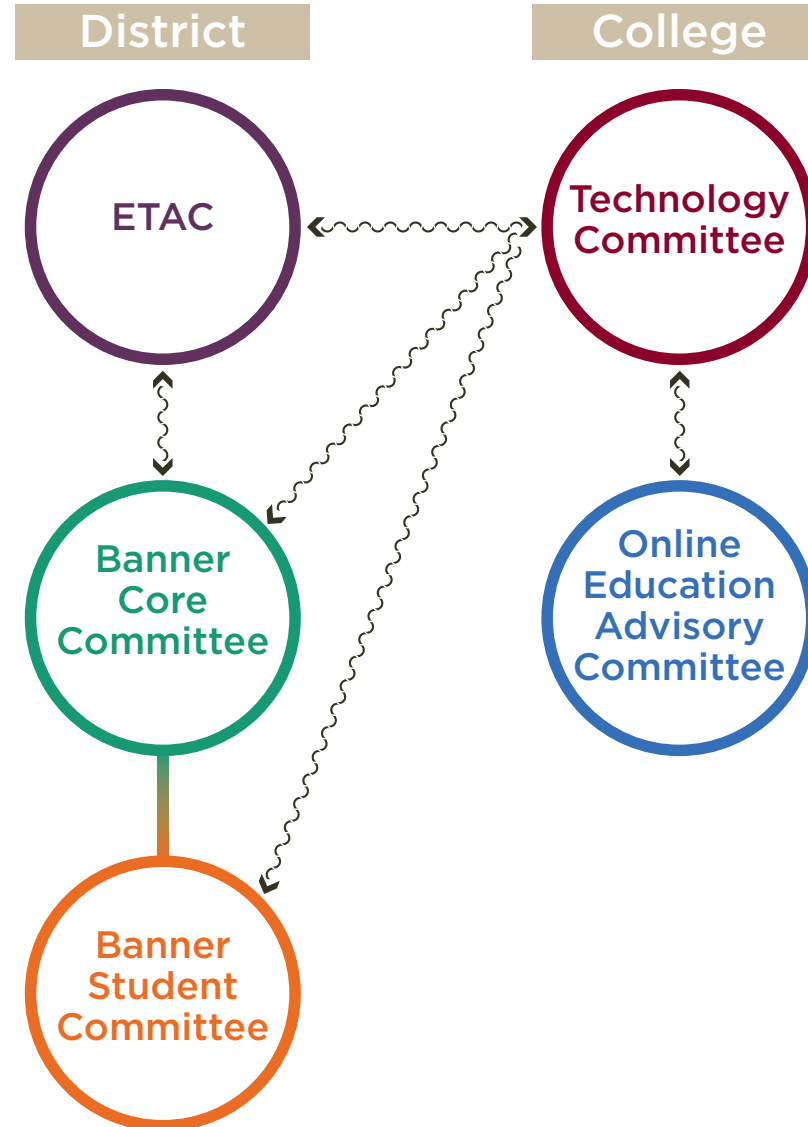 District
College
ETAC
Technology
Committee
Banner
Core
Committee
Online
Education
Advisory
Committee
Banner
Student
Committee